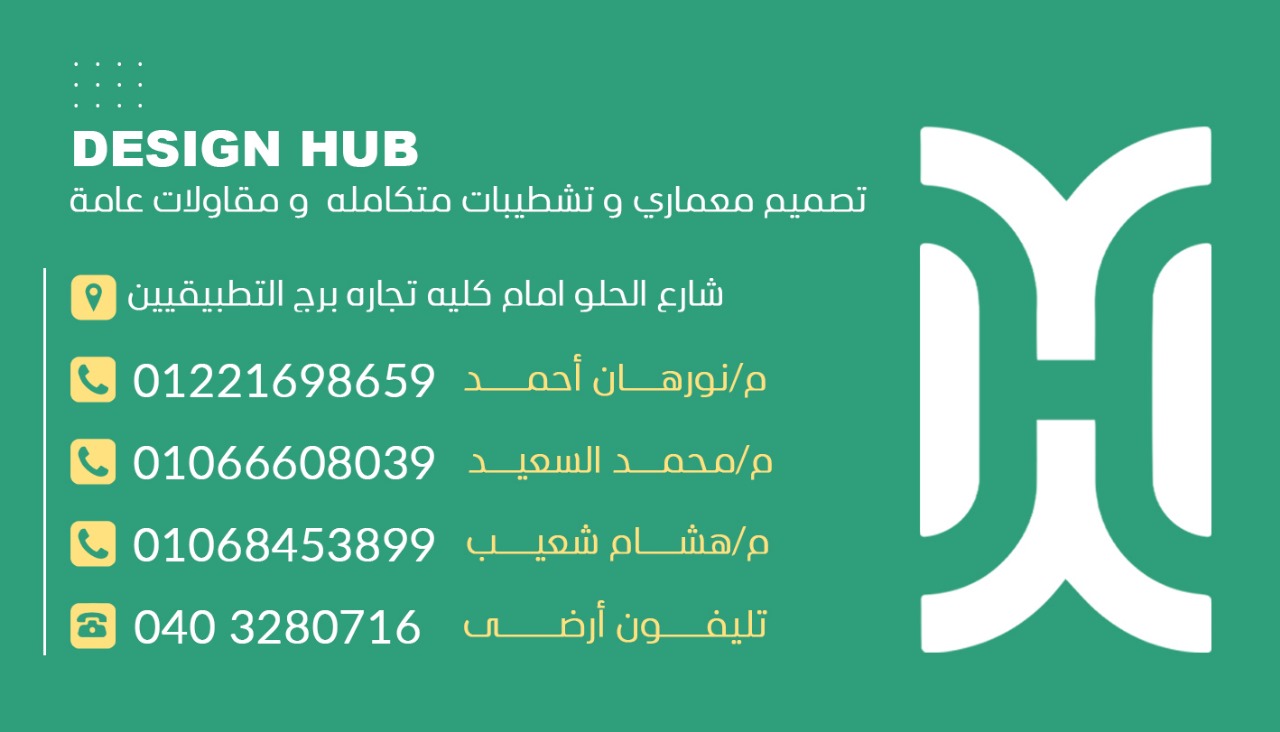 DESIGN HUB
تصميم معماري و تشطيبات متكامله و مقاولات عامة
شارع الحلو امام كليه تجاره برج التطبيقيين
م/نورهـــان أحمـــد 01221698659
م/محمـــد السعيـــد 01066608039
م/هشـــام شعيـــب 01068453899
تليفـــون أرضـــى 040 3280716